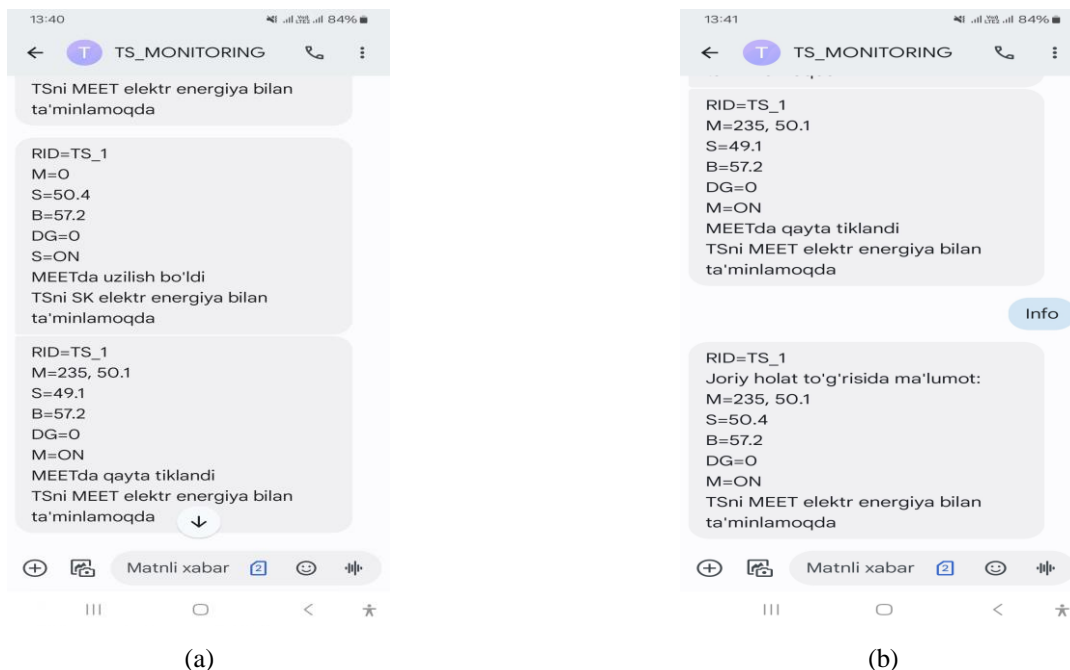 13:40
84%
T TS_MONITORING
TSni MEET elektr energiya bilan
ta'minlamoqda
RID=TS_1
M=0
S=50.4
B=57.2
DG=0
S=ON
MEETda uzilish bo'ldi
TSni SK elektr energiya bilan
ta'minlamoqda
RID=TS_1
M=235, 50.1
S=49.1
B=57.2
DG=0
M=ON
MEETda qayta tiklandi
TSni MEET elektr energiya bilan
ta'minlamoqda
Matnli xabar 2
(a)
13:41
84%
T TS_MONITORING
RID=TS_1
M=235, 50.1
S=49.1
B=57.2
DG=0
M=ON
MEETda qayta tiklandi
TSni MEET elektr energiya bilan
ta'minlamoqda
Info
RID=TS_1
Joriy holat to'g'risida ma'lumot:
M=235, 50.1
S=50.4
B=57.2
DG=0
M=ON
TSni MEET elektr energiya bilan
ta'minlamoqda
Matnli xabar 2
(b)